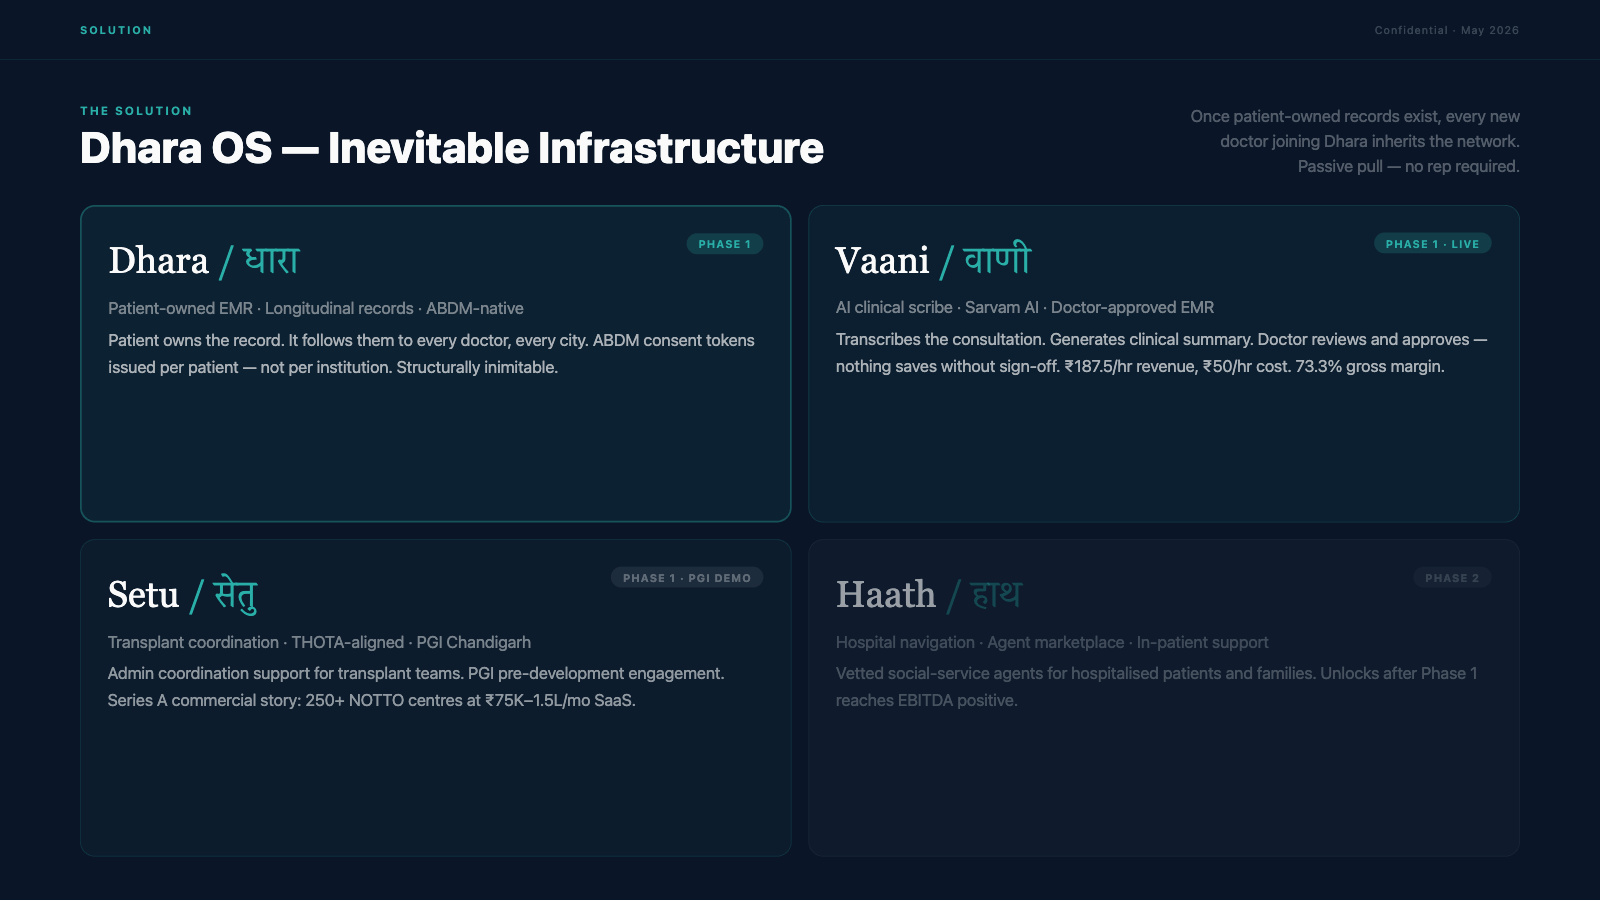 SOLUTION
Confidential · May 2026
THE SOLUTION
Dhara OS — Inevitable Infrastructure
Once patient-owned records exist, every new
doctor joining Dhara inherits the network.
Passive pull — no rep required.
Dhara / धारा
PHASE 1
Patient-owned EMR · Longitudinal records · ABDM-native
Patient owns the record. It follows them to every doctor, every city. ABDM consent tokens
issued per patient — not per institution. Structurally inimitable.
Vaani / वाणी
PHASE 1 · LIVE
AI clinical scribe · Sarvam AI · Doctor-approved EMR
Transcribes the consultation. Generates clinical summary. Doctor reviews and approves —
nothing saves without sign-off. ₹187.5/hr revenue, ₹50/hr cost. 73.3% gross margin.
Setu / सेतु
PHASE 1 · PGI DEMO
Transplant coordination · THOTA-aligned · PGI Chandigarh
Admin coordination support for transplant teams. PGI pre-development engagement.
Series A commercial story: 250+ NOTTO centres at ₹75K–1.5L/mo SaaS.
Haath / हाथ
PHASE 2
Hospital navigation · Agent marketplace · In-patient support
Vetted social-service agents for hospitalised patients and families. Unlocks after Phase 1
reaches EBITDA positive.